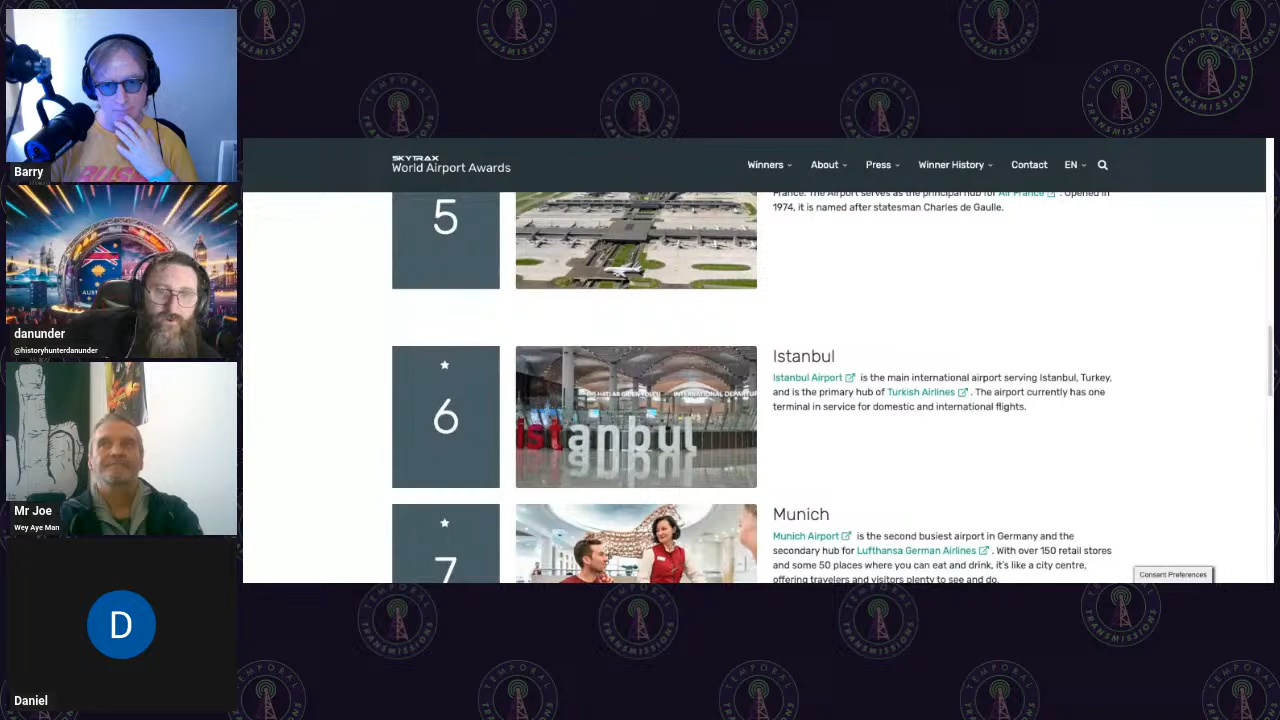 Barry
danunder
@historyhunterdanunder
AUST
Mr Joe
Wey Aye Man
D
Daniel
TEMPORAL
TRANSMISSIONS
SKYTRAX
World Airport Awards
Winners
About
Press
Winner History
Contact
EN
5
France. The Airport serves as the principal hub for Air France . Opened in
1974, it is named after statesman Charles de Gaulle.
6
istanbul
Istanbul
Istanbul Airport is the main international airport serving Istanbul, Turkey,
and is the primary hub of Turkish Airlines . The airport currently has one
terminal in service for domestic and international flights.
7
Munich
Munich Airport is the second busiest airport in Germany and the
secondary hub for Lufthansa German Airlines . With over 150 retail stores
and some 50 places where you can eat and drink, it's like a city centre,
offering travelers and visitors plenty to see and do.
Consent Preferences